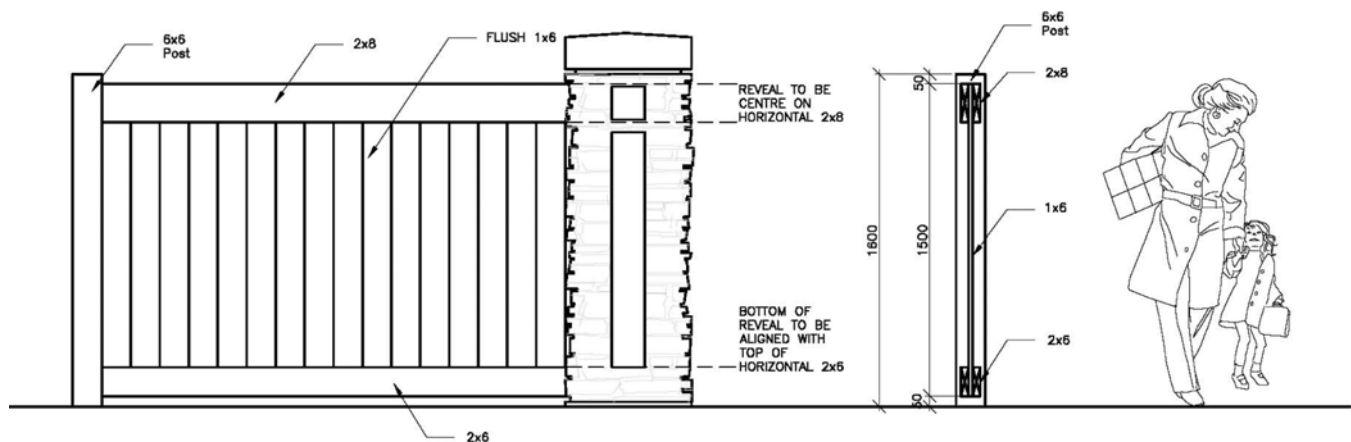 6x6
Post
2x8
FLUSH 1x6
REVEAL TO BE
CENTRE ON
HORIZONTAL 2x8
BOTTOM OF
REVEAL TO BE
ALIGNED WITH
TOP OF
HORIZONTAL 2x6
2x6
6x6
Post
2x8
50
1600
1500
1x6
2x6
50